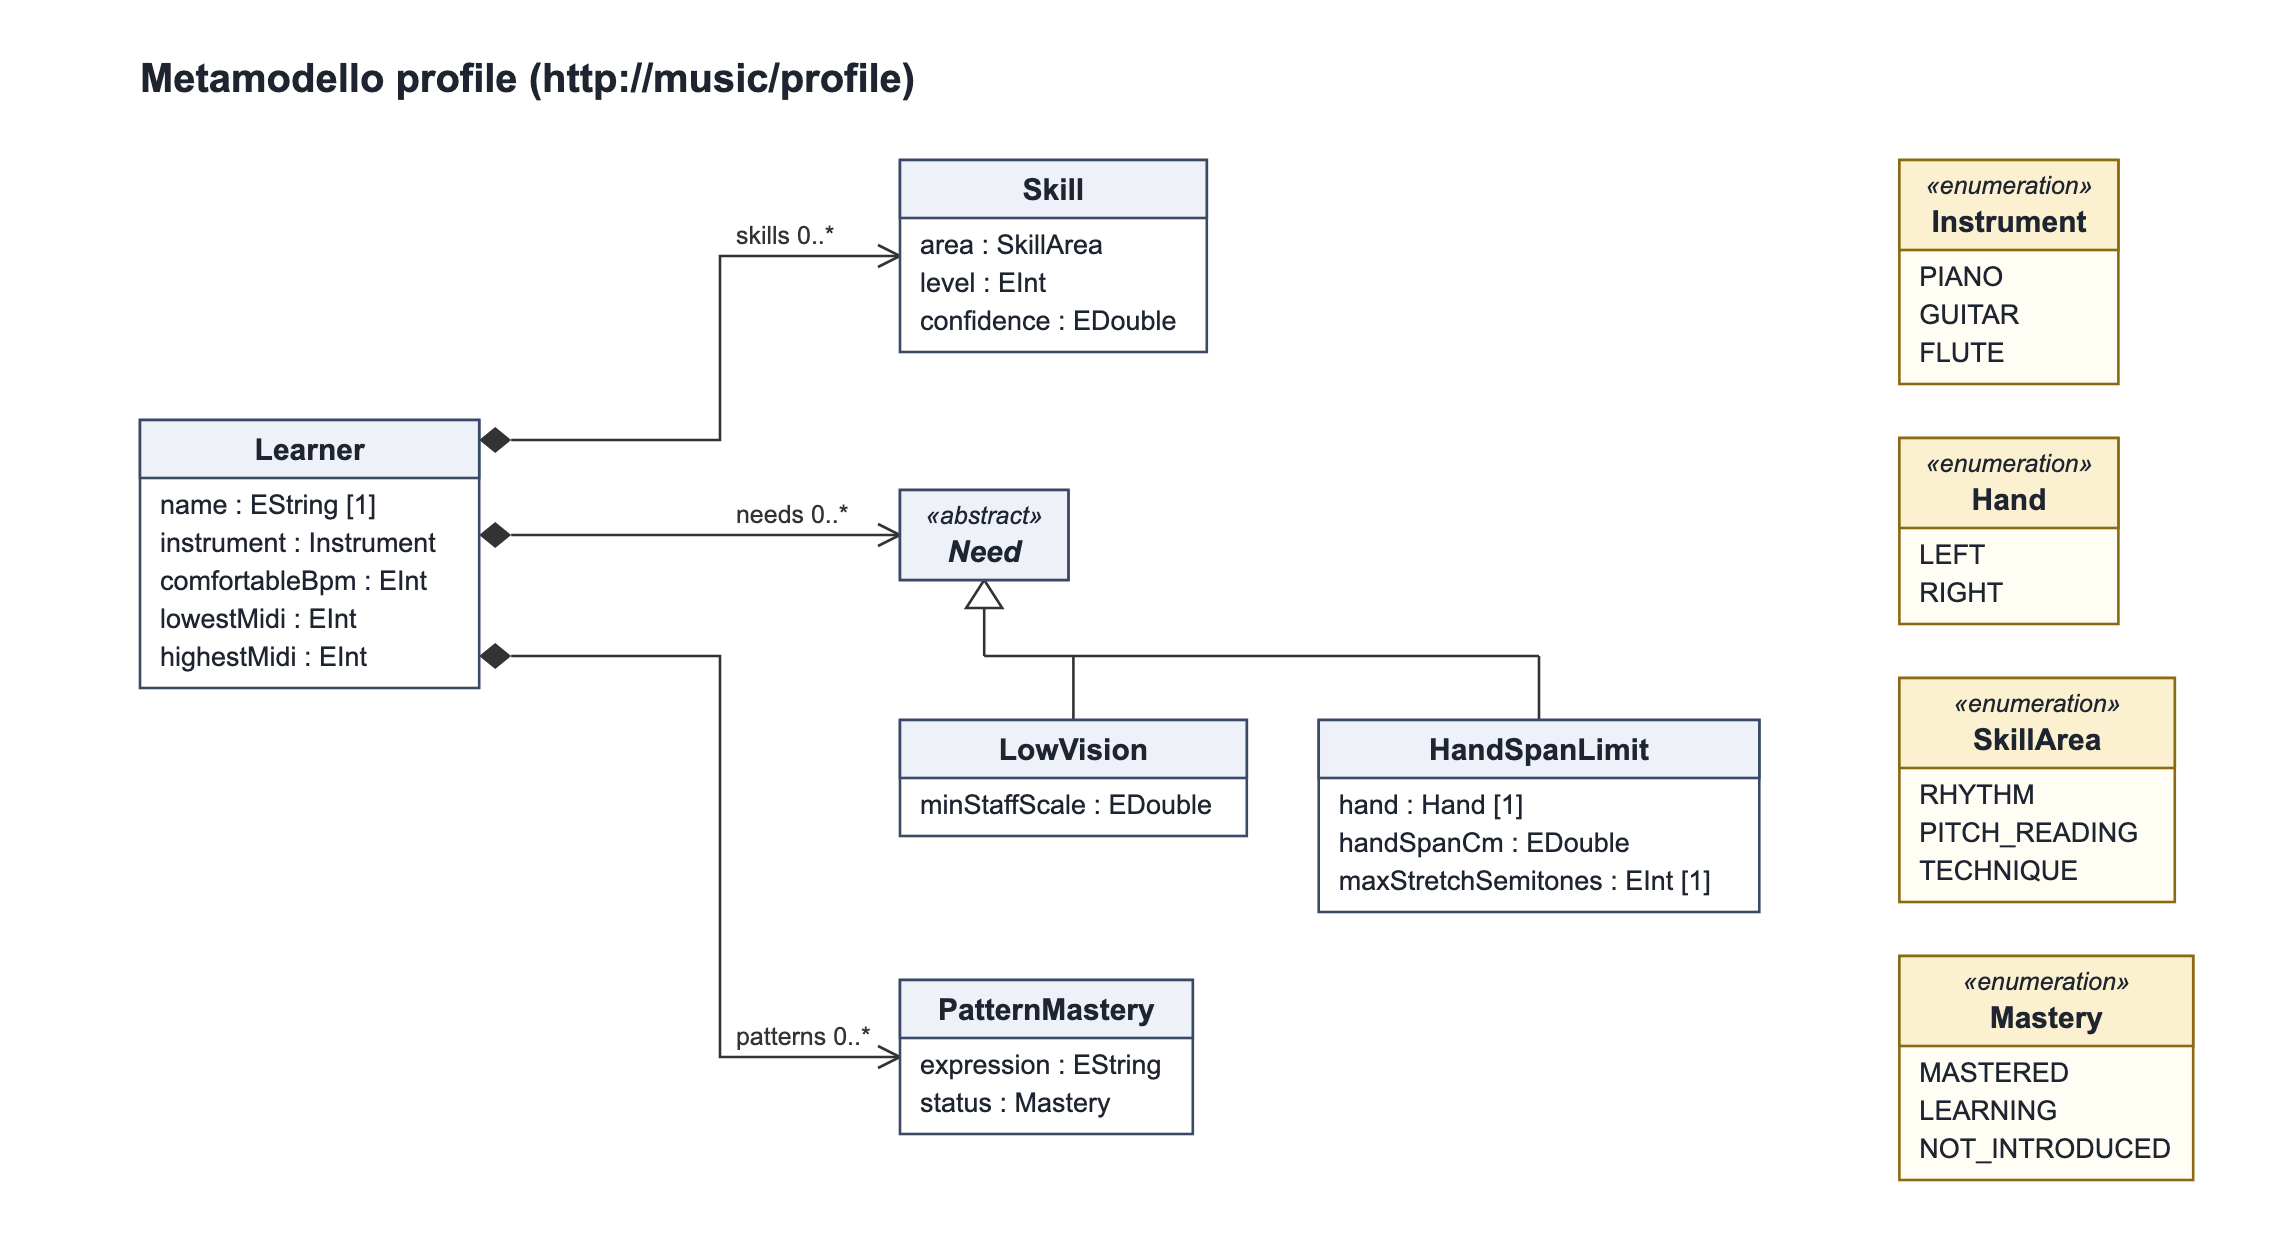 Metamodello profile (http://music/profile)
Skill
area : SkillArea
level : EInt
confidence : EDouble
skills 0..*
Learner
name : EString [1]
instrument : Instrument
comfortableBpm : EInt
lowestMidi : EInt
highestMidi : EInt
needs 0..*
«abstract»
Need
LowVision
minStaffScale : EDouble
HandSpanLimit
hand : Hand [1]
handSpanCm : EDouble
maxStretchSemitones : EInt [1]
patterns 0..*
PatternMastery
expression : EString
status : Mastery
«enumeration»
Instrument
PIANO
GUITAR
FLUTE
«enumeration»
Hand
LEFT
RIGHT
«enumeration»
SkillArea
RHYTHM
PITCH_READING
TECHNIQUE
«enumeration»
Mastery
MASTERED
LEARNING
NOT_INTRODUCED